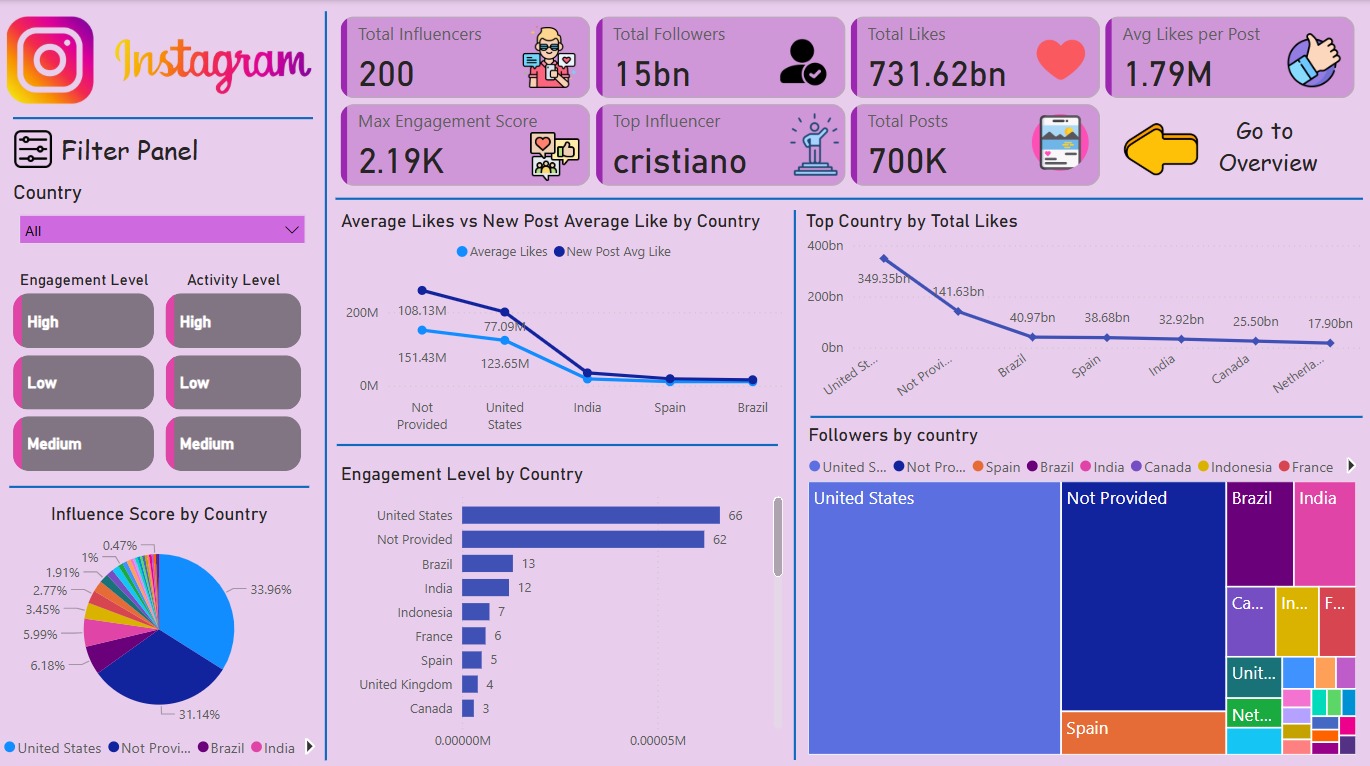 Instagram
Total Influencers
200
Total Followers
15bn
Total Likes
731.62bn
Avg Likes per Post
1.79M
Max Engagement Score
2.19K
Top Influencer
cristiano
Total Posts
700K
Go to
Overview
Filter Panel
Country
All
Engagement Level
High
Low
Medium
Activity Level
High
Low
Medium
Influence Score by Country
0.47%
1%
1.91%
2.77%
3.45%
5.99%
6.18%
33.96%
31.14%
United States Not Provi... Brazil India
Average Likes vs New Post Average Like by Country
Average Likes New Post Avg Like
200M
0M
108.13M
77.09M
151.43M
123.65M
Not
Provided
United
States
India
Spain
Brazil
Engagement Level by Country
United States 66
Not Provided 62
Brazil 13
India 12
Indonesia 7
France 6
Spain 5
United Kingdom 4
Canada 3
0.00000M 0.00005M
Top Country by Total Likes
400bn
200bn
0bn
349.35bn
141.63bn
40.97bn
38.68bn
32.92bn
25.50bn
17.90bn
United St...
Not Provi...
Brazil
Spain
India
Canada
Netherla...
Followers by country
United S... Not Pro... Spain Brazil India Canada Indonesia France
United States
Not Provided
Spain
Brazil
India
Ca...
In...
F...
Unit...
Net...